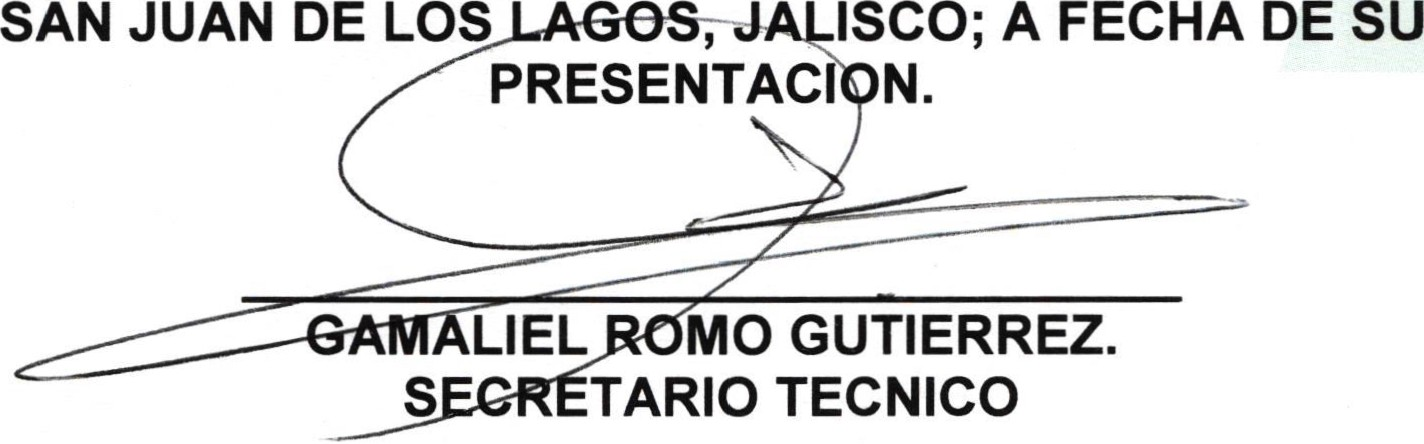 SAN JUAN DE LOS LAGOS, JALISCO; A FECHA DE SU
PRESENTACION.
GAMALIEL ROMO GUTIERREZ.
SECRETARIO TECNICO